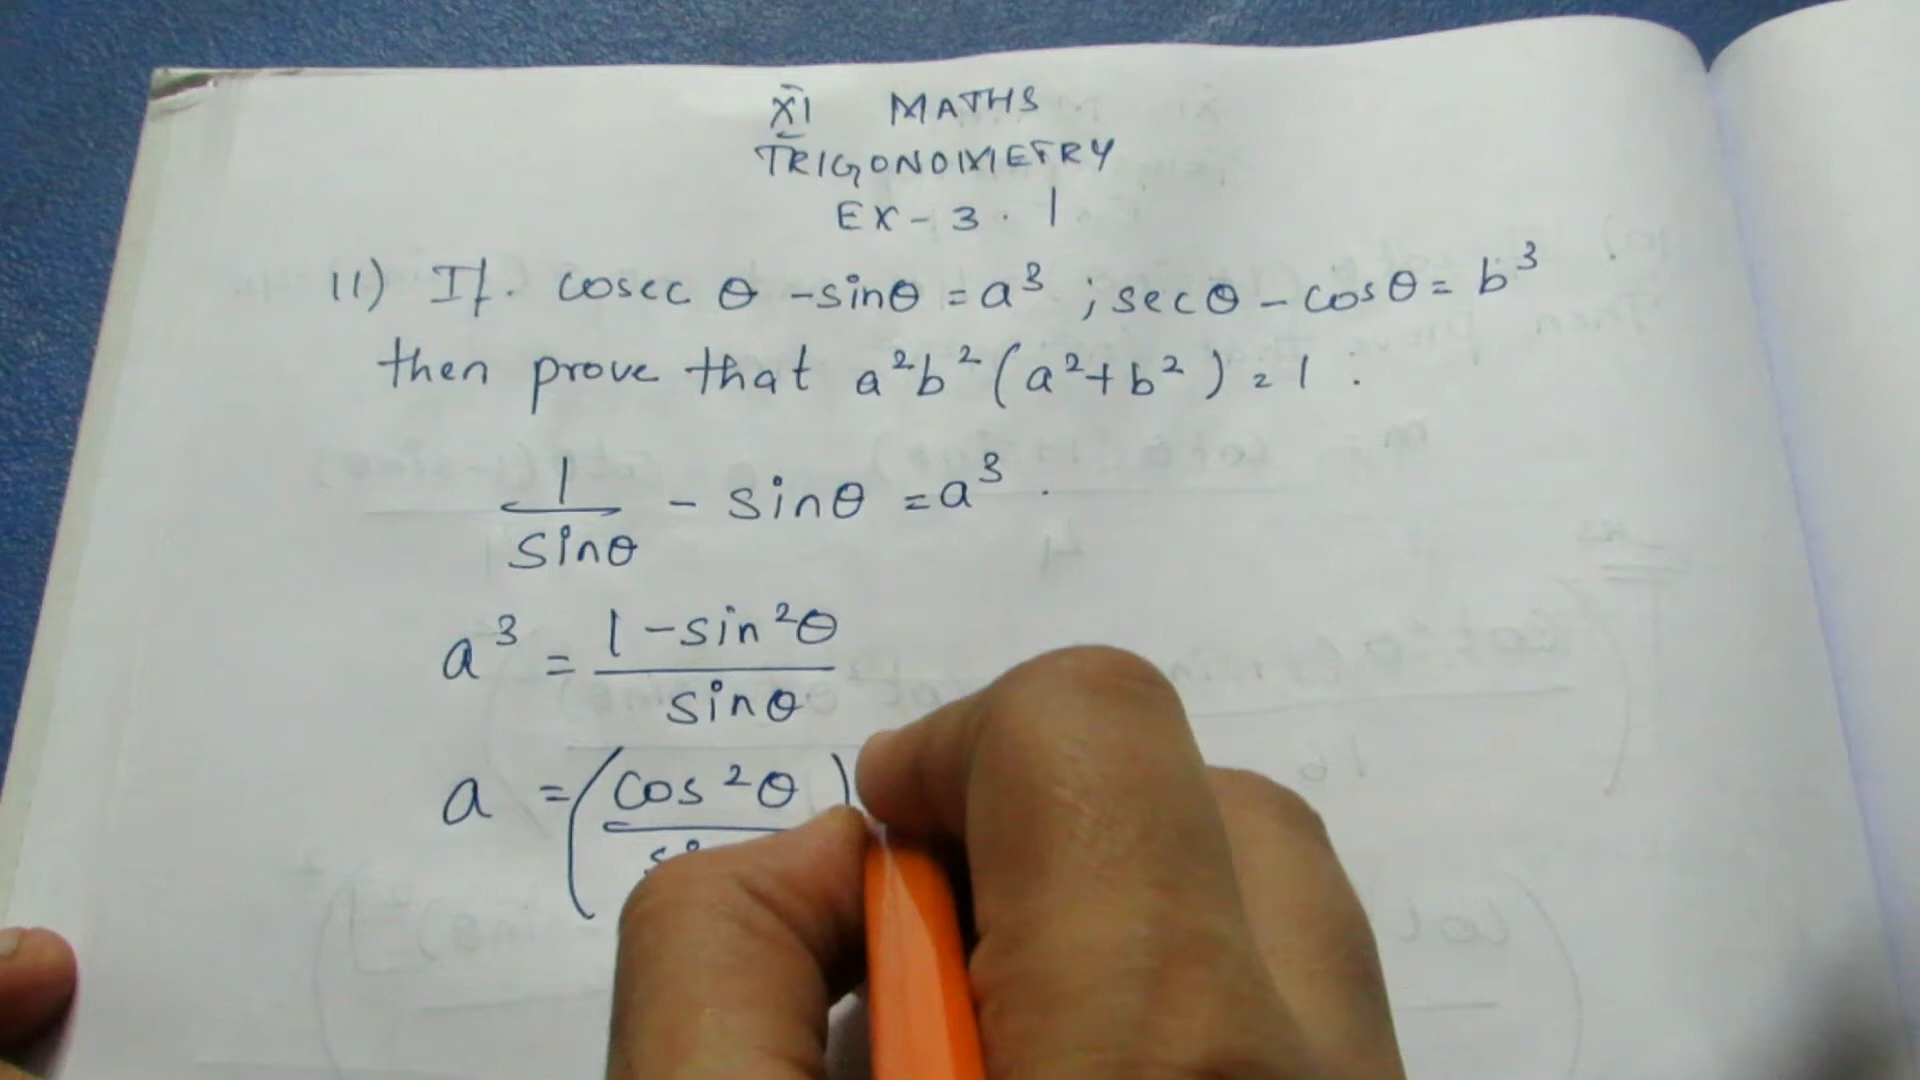 XI MATHS
TRIGONOMETRY
EX - 3.1
11) If. cosec θ - sinθ = a³ ; secθ - cosθ = b³
then prove that a²b² (a²+b²) = 1.
1/sinθ - sinθ = a³.
a³ = 1-sin²θ/sinθ
a = (cos²θ/si )